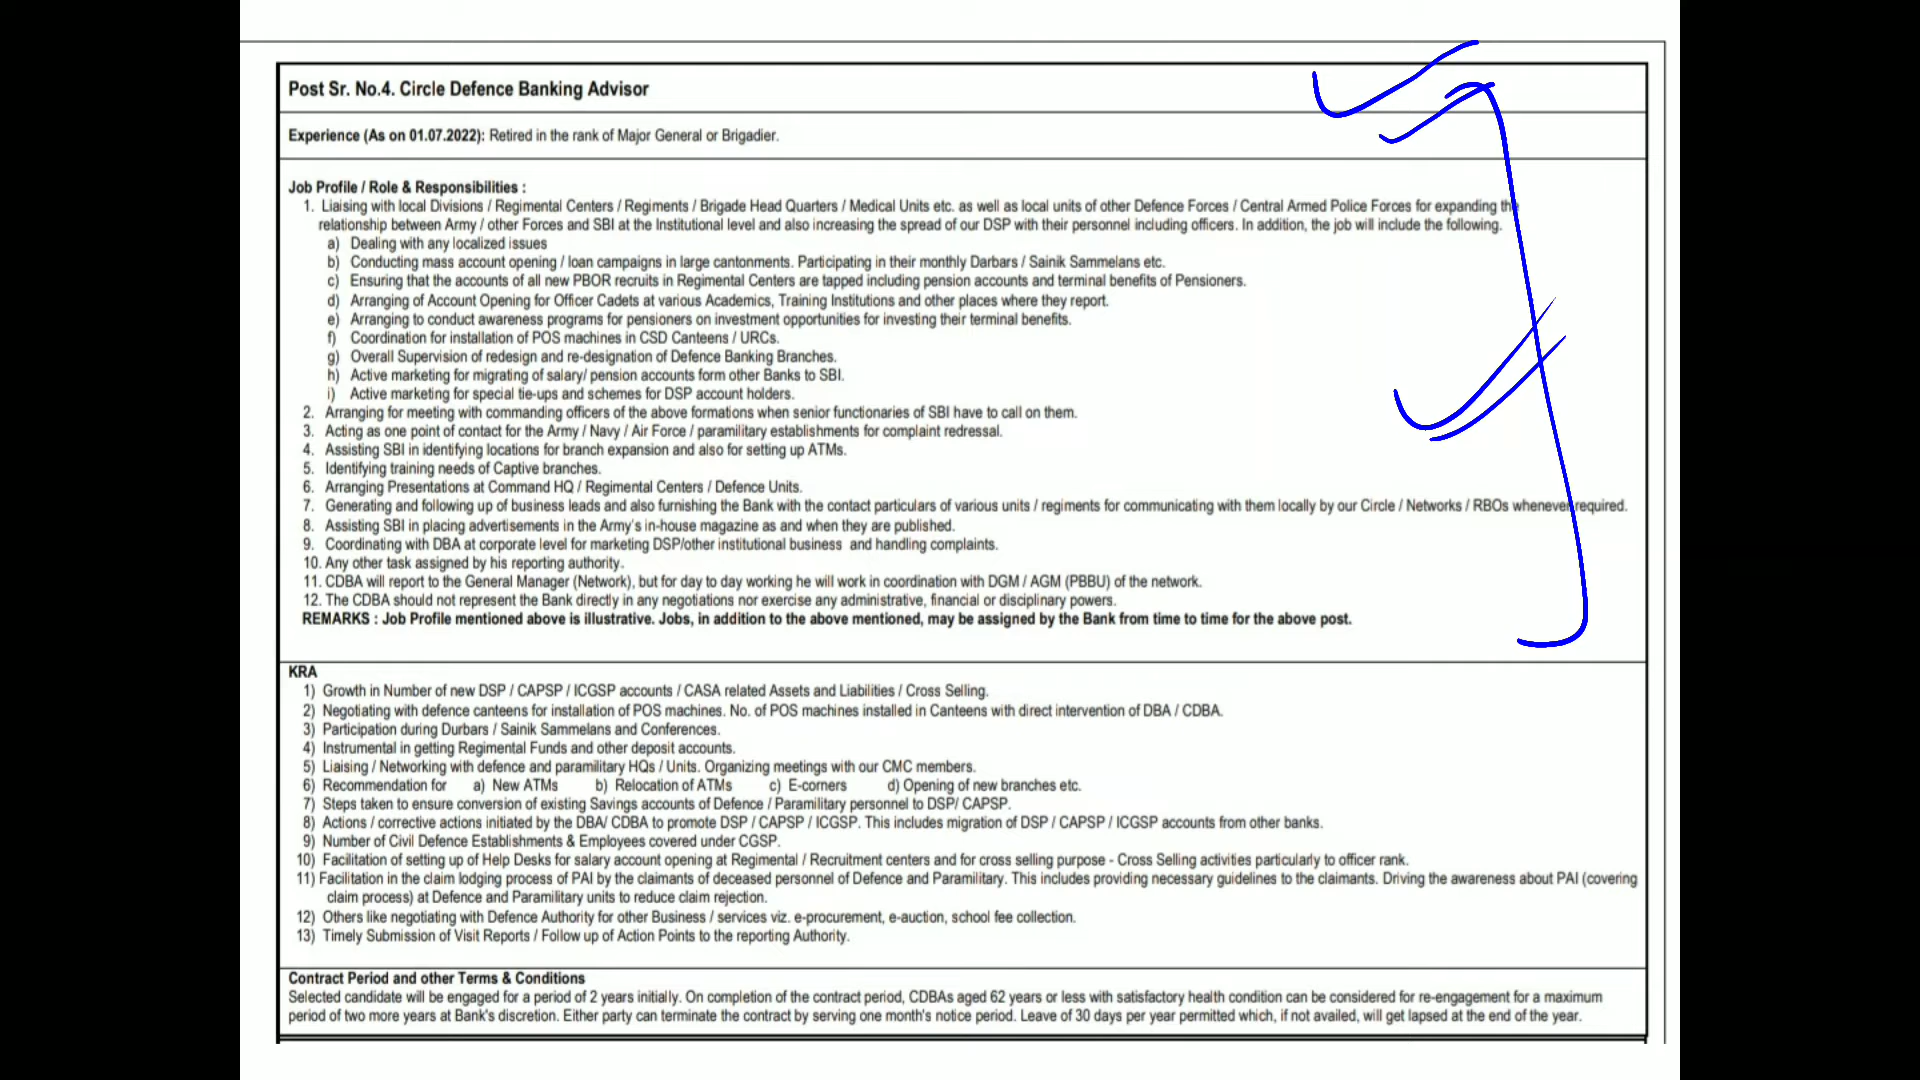 Post Sr. No.4. Circle Defence Banking Advisor
Experience (As on 01.07.2022): Retired in the rank of Major General or Brigadier.
Job Profile / Role & Responsibilities :
1. Liaising with local Divisions / Regimental Centers / Regiments / Brigade Head Quarters / Medical Units etc. as well as local units of other Defence Forces / Central Armed Police Forces for expanding the
relationship between Army / other Forces and SBI at the Institutional level and also increasing the spread of our DSP with their personnel including officers. In addition, the job will include the following.
a) Dealing with any localized issues
b) Conducting mass account opening / loan campaigns in large cantonments. Participating in their monthly Darbars / Sainik Sammelans etc.
c) Ensuring that the accounts of all new PBOR recruits in Regimental Centers are tapped including pension accounts and terminal benefits of Pensioners.
d) Arranging of Account Opening for Officer Cadets at various Academics, Training Institutions and other places where they report.
e) Arranging to conduct awareness programs for pensioners on investment opportunities for investing their terminal benefits.
f) Coordination for installation of POS machines in CSD Canteens / URCs.
g) Overall Supervision of redesign and re-designation of Defence Banking Branches.
h) Active marketing for migrating of salary/ pension accounts form other Banks to SBI.
i) Active marketing for special tie-ups and schemes for DSP account holders.
2. Arranging for meeting with commanding officers of the above formations when senior functionaries of SBI have to call on them.
3. Acting as one point of contact for the Army / Navy / Air Force / paramilitary establishments for complaint redressal.
4. Assisting SBI in identifying locations for branch expansion and also for setting up ATMs.
5. Identifying training needs of Captive branches.
6. Arranging Presentations at Command HQ / Regimental Centers / Defence Units.
7. Generating and following up of business leads and also furnishing the Bank with the contact particulars of various units / regiments for communicating with them locally by our Circle / Networks / RBOs whenever required.
8. Assisting SBI in placing advertisements in the Army's in-house magazine as and when they are published.
9. Coordinating with DBA at corporate level for marketing DSP/other institutional business and handling complaints.
10. Any other task assigned by his reporting authority.
11. CDBA will report to the General Manager (Network), but for day to day working he will work in coordination with DGM / AGM (PBBU) of the network.
12. The CDBA should not represent the Bank directly in any negotiations nor exercise any administrative, financial or disciplinary powers.
REMARKS : Job Profile mentioned above is illustrative. Jobs, in addition to the above mentioned, may be assigned by the Bank from time to time for the above post.
KRA
1) Growth in Number of new DSP / CAPSP / ICGSP accounts / CASA related Assets and Liabilities / Cross Selling.
2) Negotiating with defence canteens for installation of POS machines. No. of POS machines installed in Canteens with direct intervention of DBA / CDBA.
3) Participation during Durbars / Sainik Sammelans and Conferences.
4) Instrumental in getting Regimental Funds and other deposit accounts.
5) Liaising / Networking with defence and paramilitary HQs / Units. Organizing meetings with our CMC members.
6) Recommendation for a) New ATMs b) Relocation of ATMs c) E-corners d) Opening of new branches etc.
7) Steps taken to ensure conversion of existing Savings accounts of Defence / Paramilitary personnel to DSP/ CAPSP.
8) Actions / corrective actions initiated by the DBA/ CDBA to promote DSP / CAPSP / ICGSP. This includes migration of DSP / CAPSP / ICGSP accounts from other banks.
9) Number of Civil Defence Establishments & Employees covered under CGSP.
10) Facilitation of setting up of Help Desks for salary account opening at Regimental / Recruitment centers and for cross selling purpose - Cross Selling activities particularly to officer rank.
11) Facilitation in the claim lodging process of PAI by the claimants of deceased personnel of Defence and Paramilitary. This includes providing necessary guidelines to the claimants. Driving the awareness about PAI (covering
claim process) at Defence and Paramilitary units to reduce claim rejection.
12) Others like negotiating with Defence Authority for other Business / services viz. e-procurement, e-auction, school fee collection.
13) Timely Submission of Visit Reports / Follow up of Action Points to the reporting Authority.
Contract Period and other Terms & Conditions
Selected candidate will be engaged for a period of 2 years initially. On completion of the contract period, CDBAs aged 62 years or less with satisfactory health condition can be considered for re-engagement for a maximum
period of two more years at Bank's discretion. Either party can terminate the contract by serving one month's notice period. Leave of 30 days per year permitted which, if not availed, will get lapsed at the end of the year.